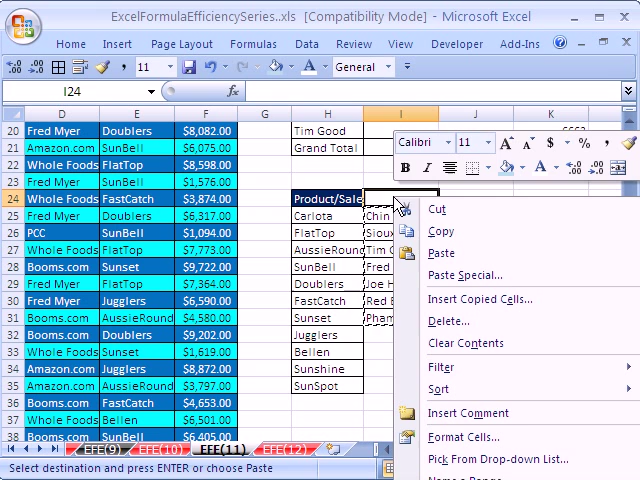 ExcelFormulaEfficiencySeries..xls [Compatibility Mode] - Microsoft Excel
Home Insert Page Layout Formulas Data Review View Developer Add-Ins
11 General
I24 fx
D E F G H I J K
20 Fred Myer Doublers $8,082.00 Tim Good
21 Amazon.com SunBell $6,075.00 Grand Total
Calibri 11 A A $ % ,
22 Whole Foods FlatTop $8,598.00
B I A
23 Fred Myer SunBell $1,576.00
24 Whole Foods FastCatch $3,874.00 Product/Sale
25 Fred Myer Doublers $6,317.00 Carlota Chin
26 PCC SunBell $1,094.00 FlatTop Sioux
27 Whole Foods FlatTop $7,773.00 AussieRound Tim G
28 Booms.com Sunset $9,722.00 SunBell Fred
29 Fred Myer FlatTop $7,364.00 Doublers Joe H
30 Fred Myer Jugglers $6,590.00 FastCatch Red B
31 Booms.com AussieRound $4,580.00 Sunset Pham
32 Booms.com Doublers $9,202.00 Jugglers
33 Whole Foods Sunset $1,619.00 Bellen
34 Amazon.com Jugglers $8,872.00 Sunshine
35 Amazon.com AussieRound $3,797.00 SunSpot
36 Booms.com FastCatch $4,653.00
37 Whole Foods Bellen $6,501.00
38 Booms.com SunBell $6,405.00
Cut
Copy
Paste
Paste Special...
Insert Copied Cells...
Delete...
Clear Contents
Filter
Sort
Insert Comment
Format Cells...
Pick From Drop-down List...
EFE(9) EFE(10) EFE(11) EFE(12)
Select destination and press ENTER or choose Paste